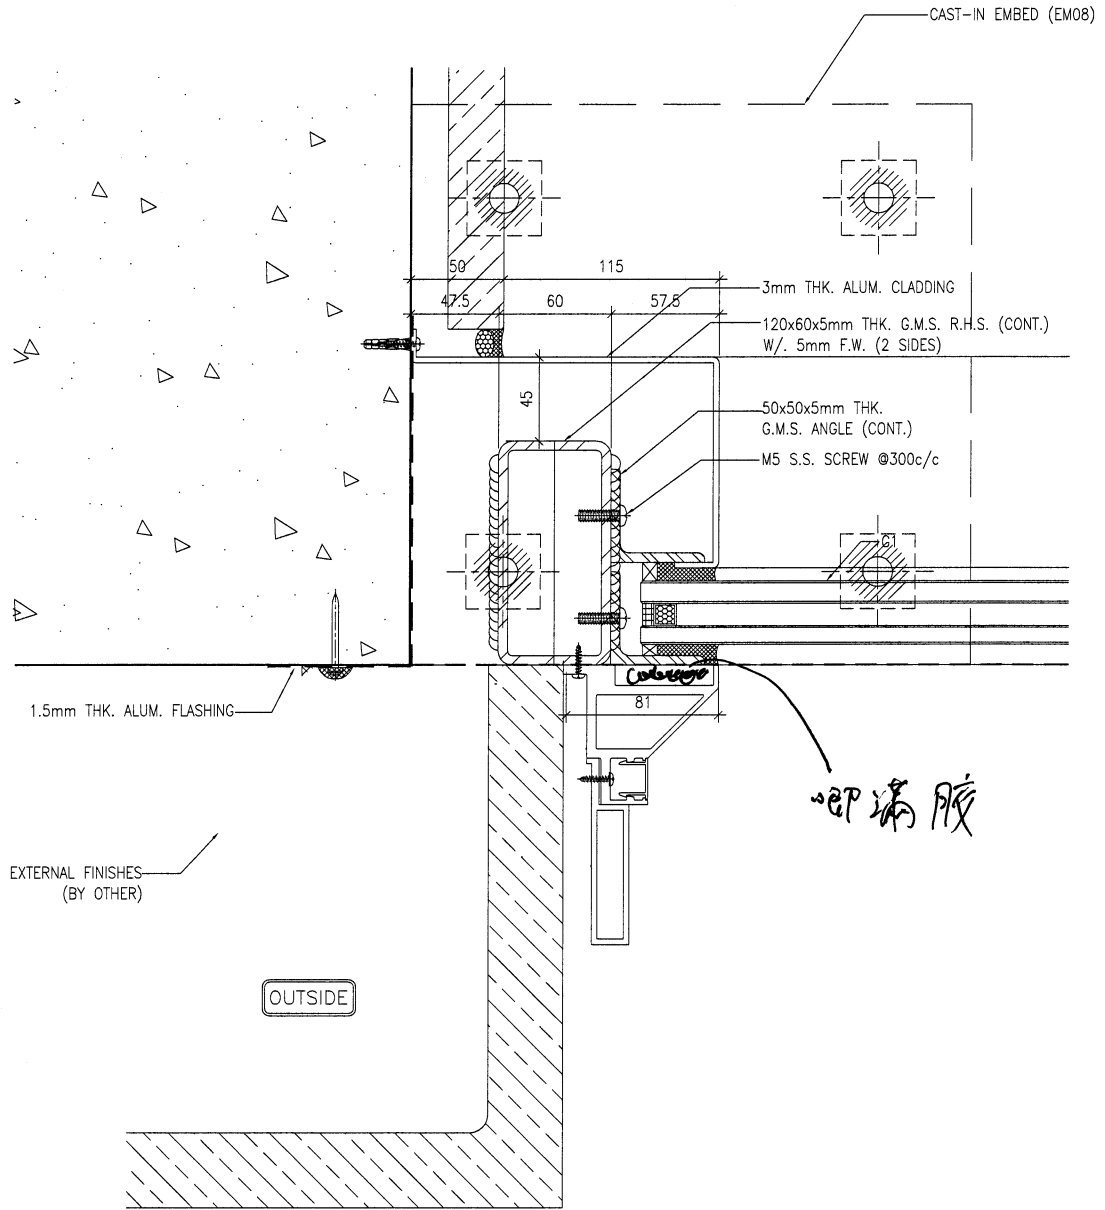 CAST-IN EMBED (EM08)
50
115
47.5
60
57.5
3mm THK. ALUM. CLADDING
120x60x5mm THK. G.M.S. R.H.S. (CONT.)
W/. 5mm F.W. (2 SIDES)
45
50x50x5mm THK.
G.M.S. ANGLE (CONT.)
M5 S.S. SCREW @300c/c
G1
81
1.5mm THK. ALUM. FLASHING
唧滿胶
EXTERNAL FINISHES
(BY OTHER)
OUTSIDE